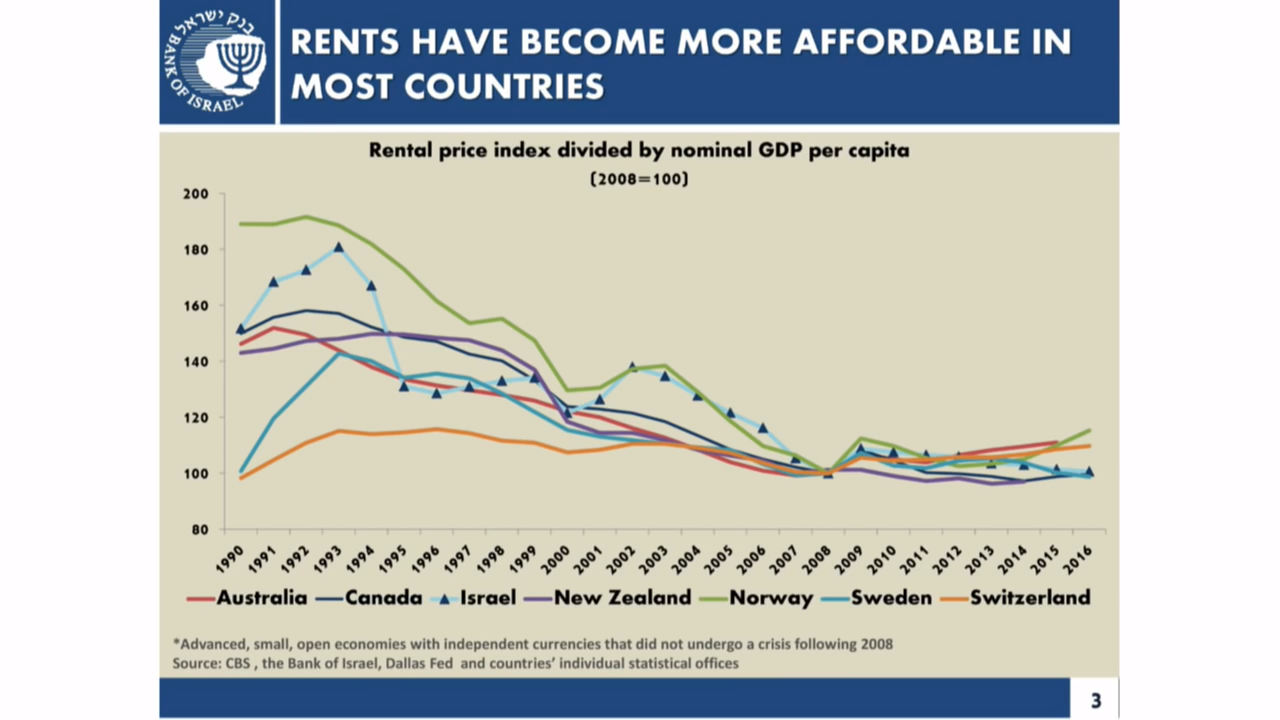 בנק ישראל
BANK OF ISRAEL
RENTS HAVE BECOME MORE AFFORDABLE IN
MOST COUNTRIES
Rental price index divided by nominal GDP per capita
(2008=100)
200
180
160
140
120
100
80
1990 1991 1992 1993 1994 1995 1996 1997 1998 1999 2000 2001 2002 2003 2004 2005 2006 2007 2008 2009 2010 2011 2012 2013 2014 2015 2016
Australia Canada Israel New Zealand Norway Sweden Switzerland
*Advanced, small, open economies with independent currencies that did not undergo a crisis following 2008
Source: CBS , the Bank of Israel, Dallas Fed and countries' individual statistical offices
3